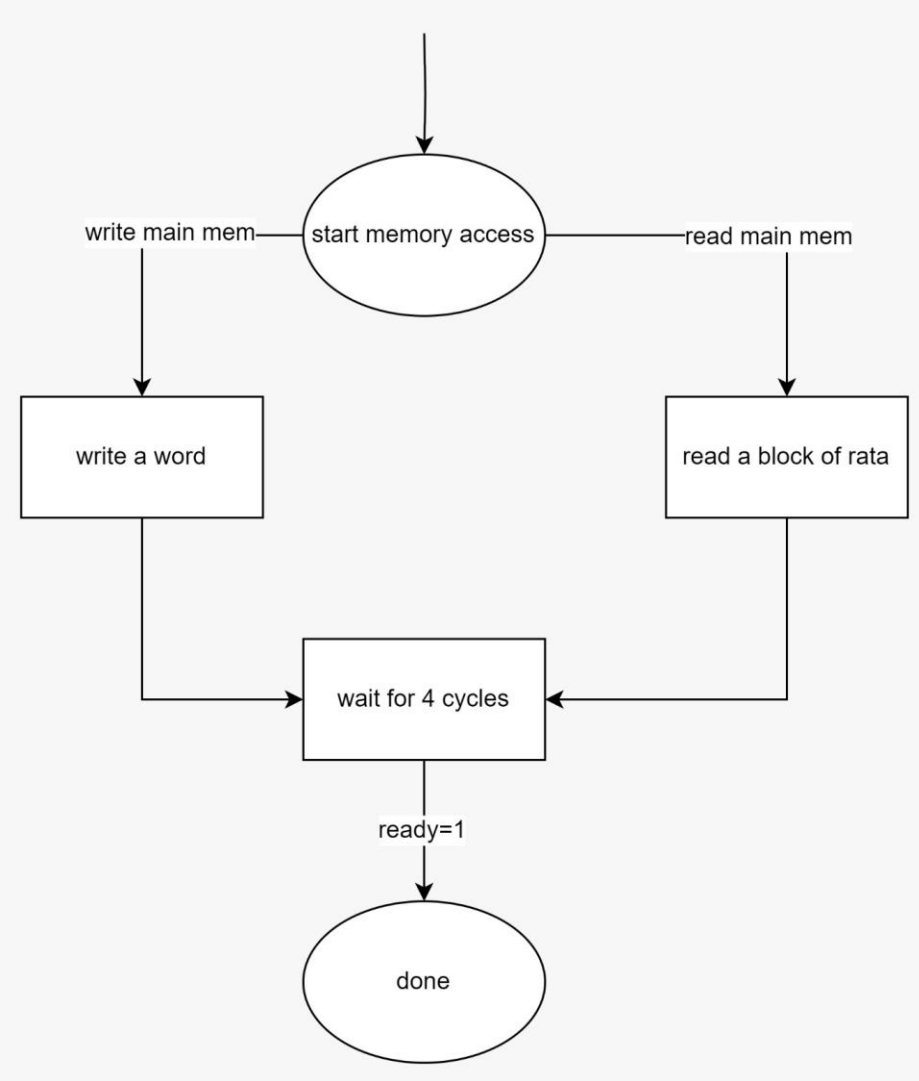 start memory access
write main mem
read main mem
write a word
read a block of rata
wait for 4 cycles
ready=1
done